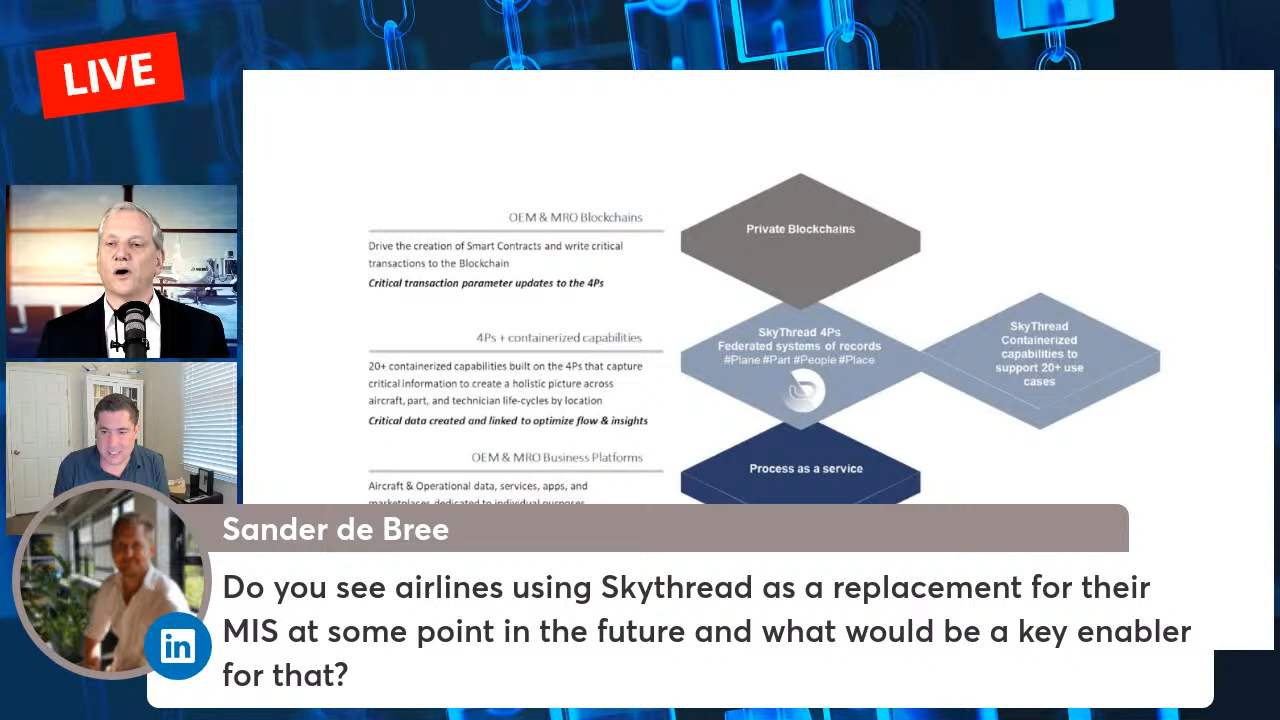 LIVE
OEM & MRO Blockchains
Drive the creation of Smart Contracts and write critical
transactions to the Blockchain
Critical transaction parameter updates to the 4Ps
4Ps + containerized capabilities
20+ containerized capabilities built on the 4Ps that capture
critical information to create a holistic picture across
aircraft, part, and technician life-cycles by location
Critical data created and linked to optimize flow & insights
OEM & MRO Business Platforms
Aircraft & Operational data, services, apps, and
marketplaces dedicated to individual purposes
Private Blockchains
SkyThread 4Ps
Federated systems of records
#Plane #Part #People #Place
SkyThread
Containerized
capabilities to
support 20+ use
cases
Process as a service
Sander de Bree
Do you see airlines using Skythread as a replacement for their
MIS at some point in the future and what would be a key enabler
for that?
in